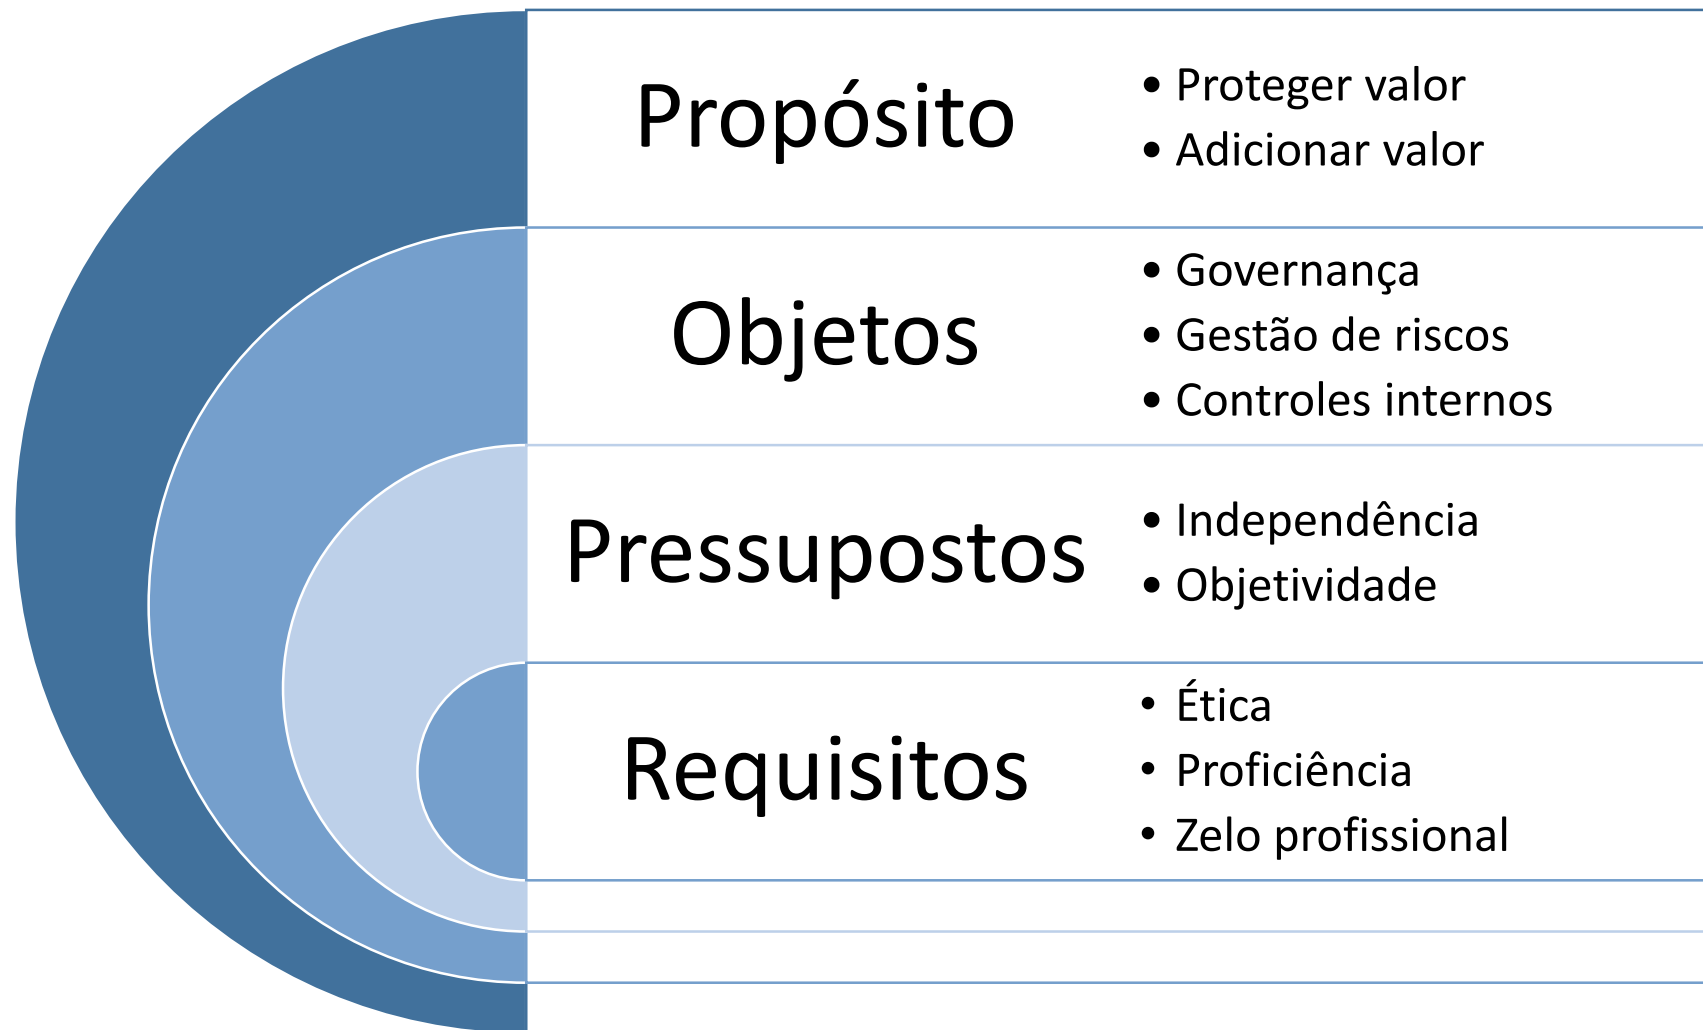 Propósito
• Proteger valor
• Adicionar valor
Objetos
• Governança
• Gestão de riscos
• Controles internos
Pressupostos
• Independência
• Objetividade
Requisitos
• Ética
• Proficiência
• Zelo profissional